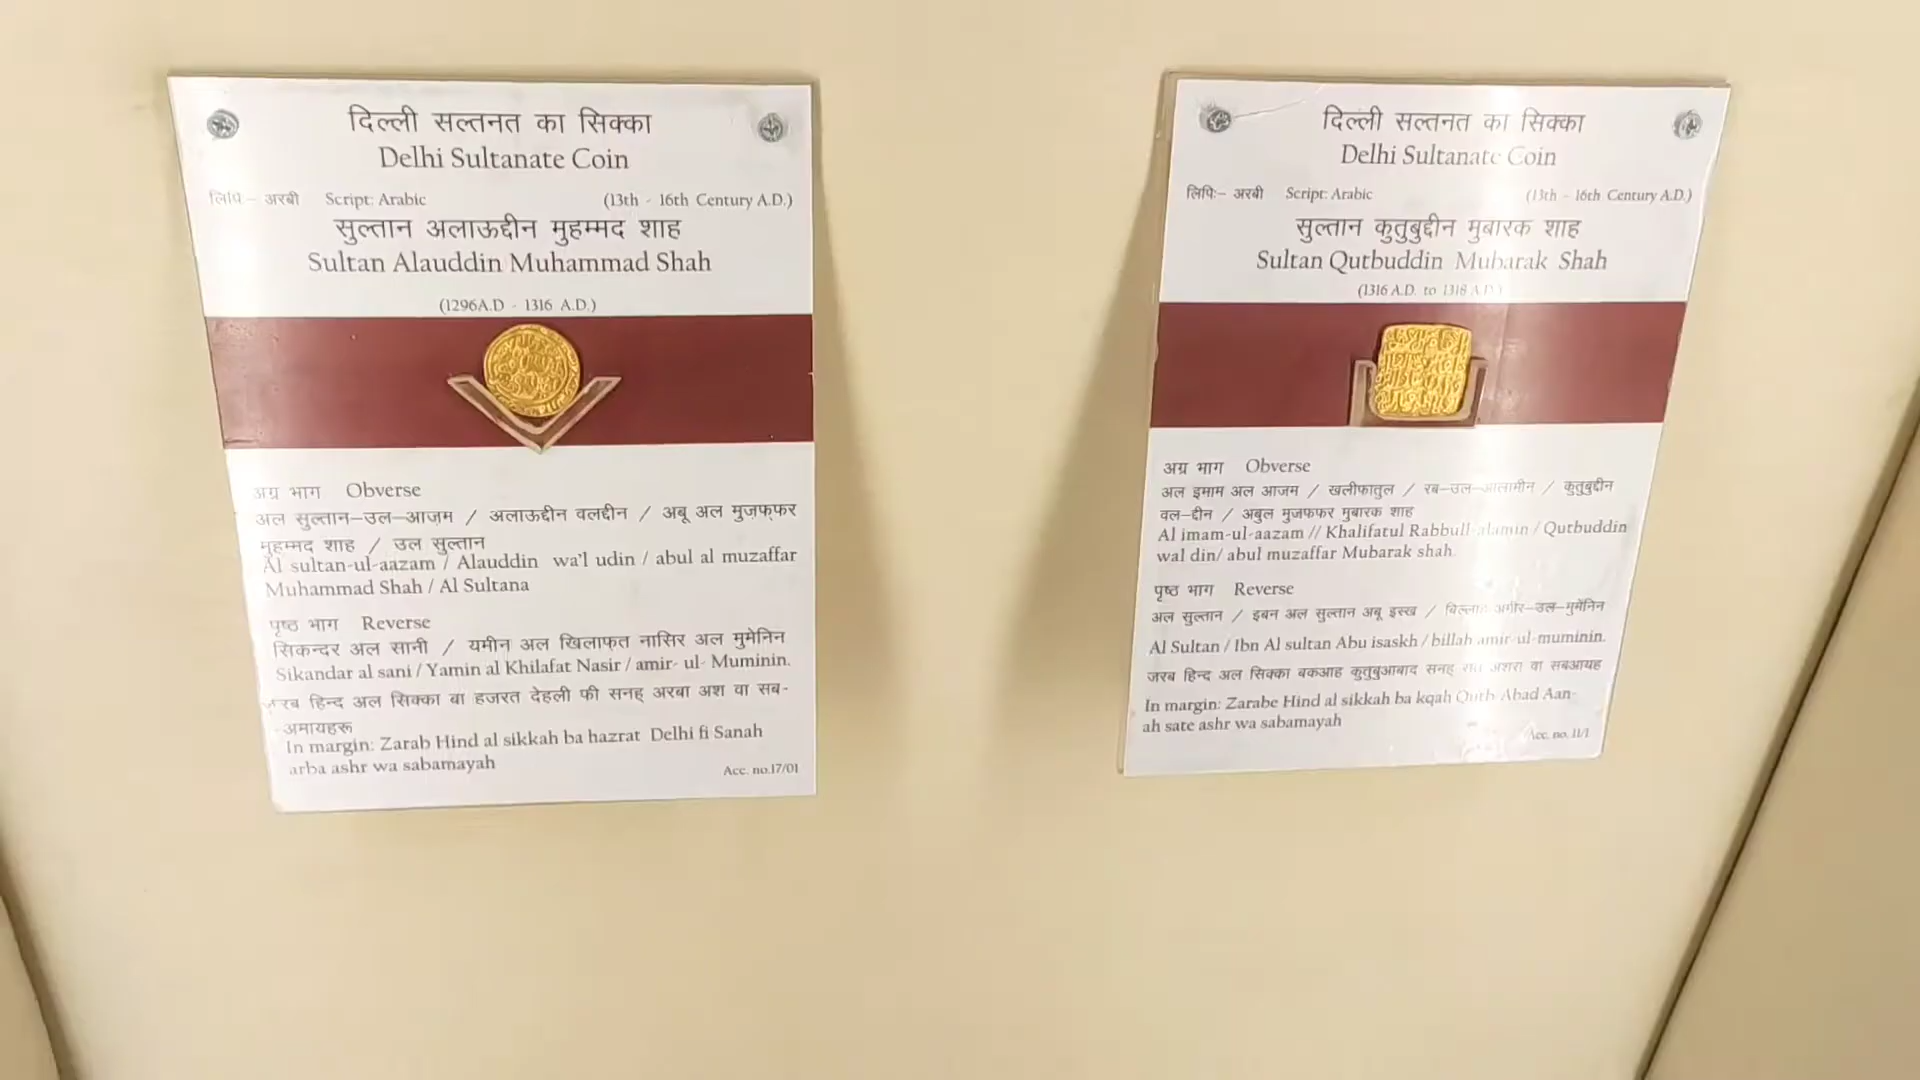 दिल्ली सल्तनत का सिक्का
Delhi Sultanate Coin
लिपि:– अरबी Script: Arabic (13th - 16th Century A.D.)
सुल्तान अलाऊद्दीन मुहम्मद शाह
Sultan Alauddin Muhammad Shah
(1296A.D - 1316 A.D.)
अग्र भाग Obverse
अल सुल्तान–उल–आज़म / अलाऊद्दीन वलद्दीन / अबू अल मुज़फ्फर
मुहम्मद शाह / उल सुल्तान
Al sultan-ul-aazam / Alauddin wa'l udin / abul al muzaffar
Muhammad Shah / Al Sultana
पृष्ठ भाग Reverse
सिकन्दर अल सानी / यमीन अल खिलाफ़त नासिर अल मुमेनिन
Sikandar al sani / Yamin al Khilafat Nasir / amir- ul- Muminin.
जरब हिन्द अल सिक्का बा हजरत देहली फी सनह् अरबा अश वा सब-
-अमायहरू
In margin: Zarab Hind al sikkah ba hazrat Delhi fi Sanah
arba ashr wa sabamayah
Acc. no.17/01
दिल्ली सल्तनत का सिक्का
Delhi Sultanate Coin
लिपि:– अरबी Script: Arabic (13th - 16th Century A.D.)
सुल्तान कुतुबुद्दीन मुबारक शाह
Sultan Qutbuddin Mubarak Shah
(1316 A.D. to 1318 A.D.)
अग्र भाग Obverse
अल इमाम अल आजम / खलीफातुल / रब–उल–आलामीन / कुतुबुद्दीन
वल–दीन / अबुल मुजफफर मुबारक शाह
Al imam-ul-aazam // Khalifatul Rabbull-alamin / Qutbuddin
wal din/ abul muzaffar Mubarak shah.
पृष्ठ भाग Reverse
अल सुल्तान / इबन अल सुल्तान अबू इस्ख / बिल्लाह अमीर–उल–मुमेंनिन
Al Sultan / Ibn Al sultan Abu isaskh / billah amir-ul-muminin.
जरब हिन्द अल सिक्का बकआह कुतुबुआबाद सनह् अशरा वा सबआयह
In margin: Zarabe Hind al sikkah ba kqah Qutb Abad Aan-
ah sate ashr wa sabamayah
Acc. no. 11/1